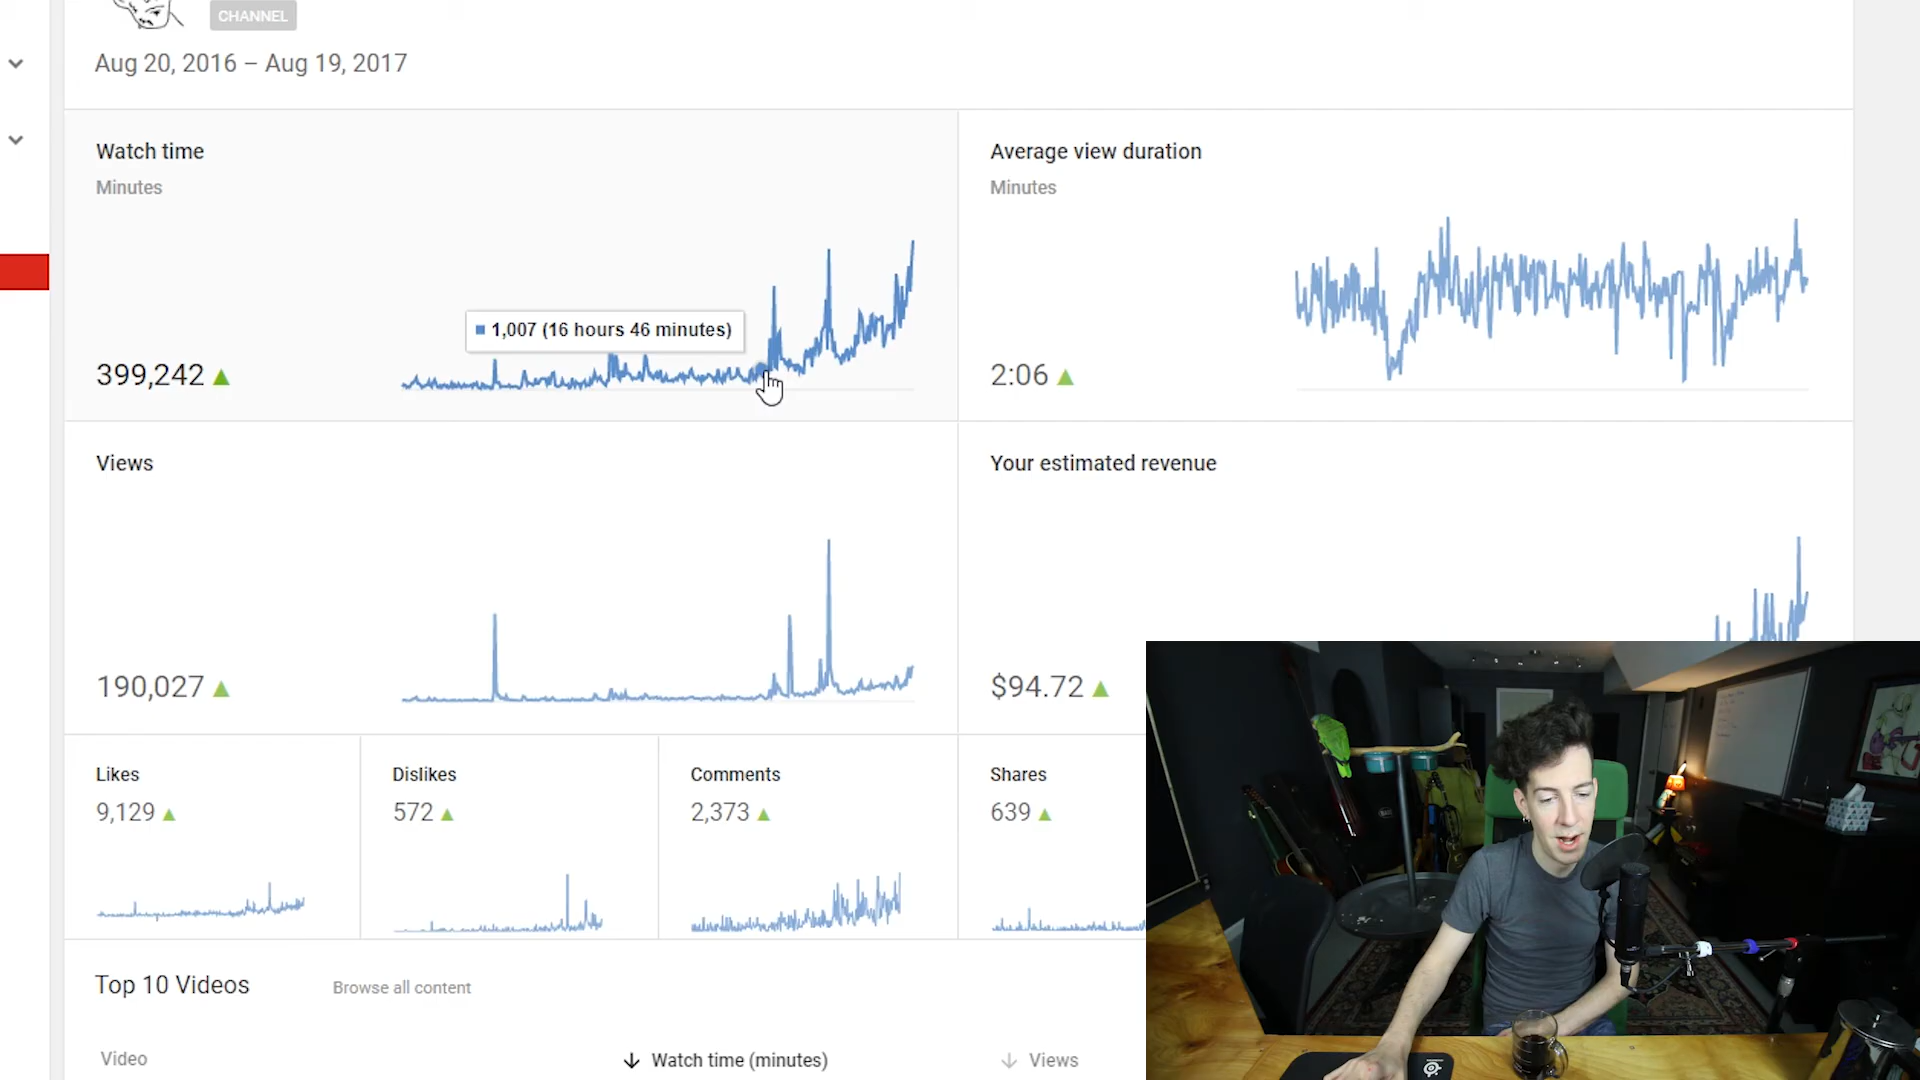 CHANNEL
Aug 20, 2016 – Aug 19, 2017
Watch time
Minutes
1,007 (16 hours 46 minutes)
399,242
Average view duration
Minutes
2:06
Views
190,027
Your estimated revenue
$94.72
Likes
9,129
Dislikes
572
Comments
2,373
Shares
639
Top 10 Videos Browse all content
Video Watch time (minutes) Views